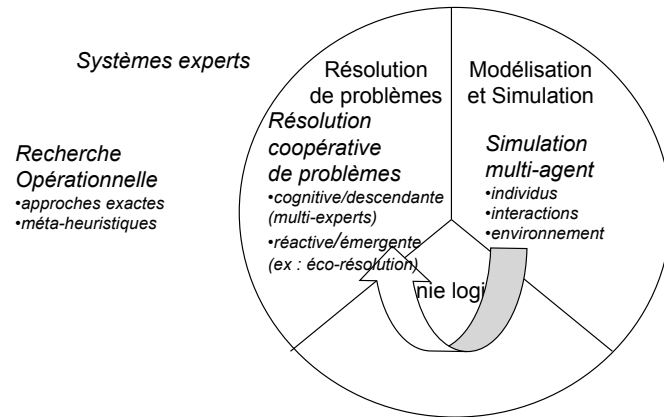 Systèmes experts
Recherche
Opérationnelle
•approches exactes
•méta-heuristiques
Résolution
de problèmes
Résolution
coopérative
de problèmes
•cognitive/descendante
(multi-experts)
•réactive/émergente
(ex : éco-résolution)
Modélisation
et Simulation
Simulation
multi-agent
•individus
•interactions
•environnement
nie logi